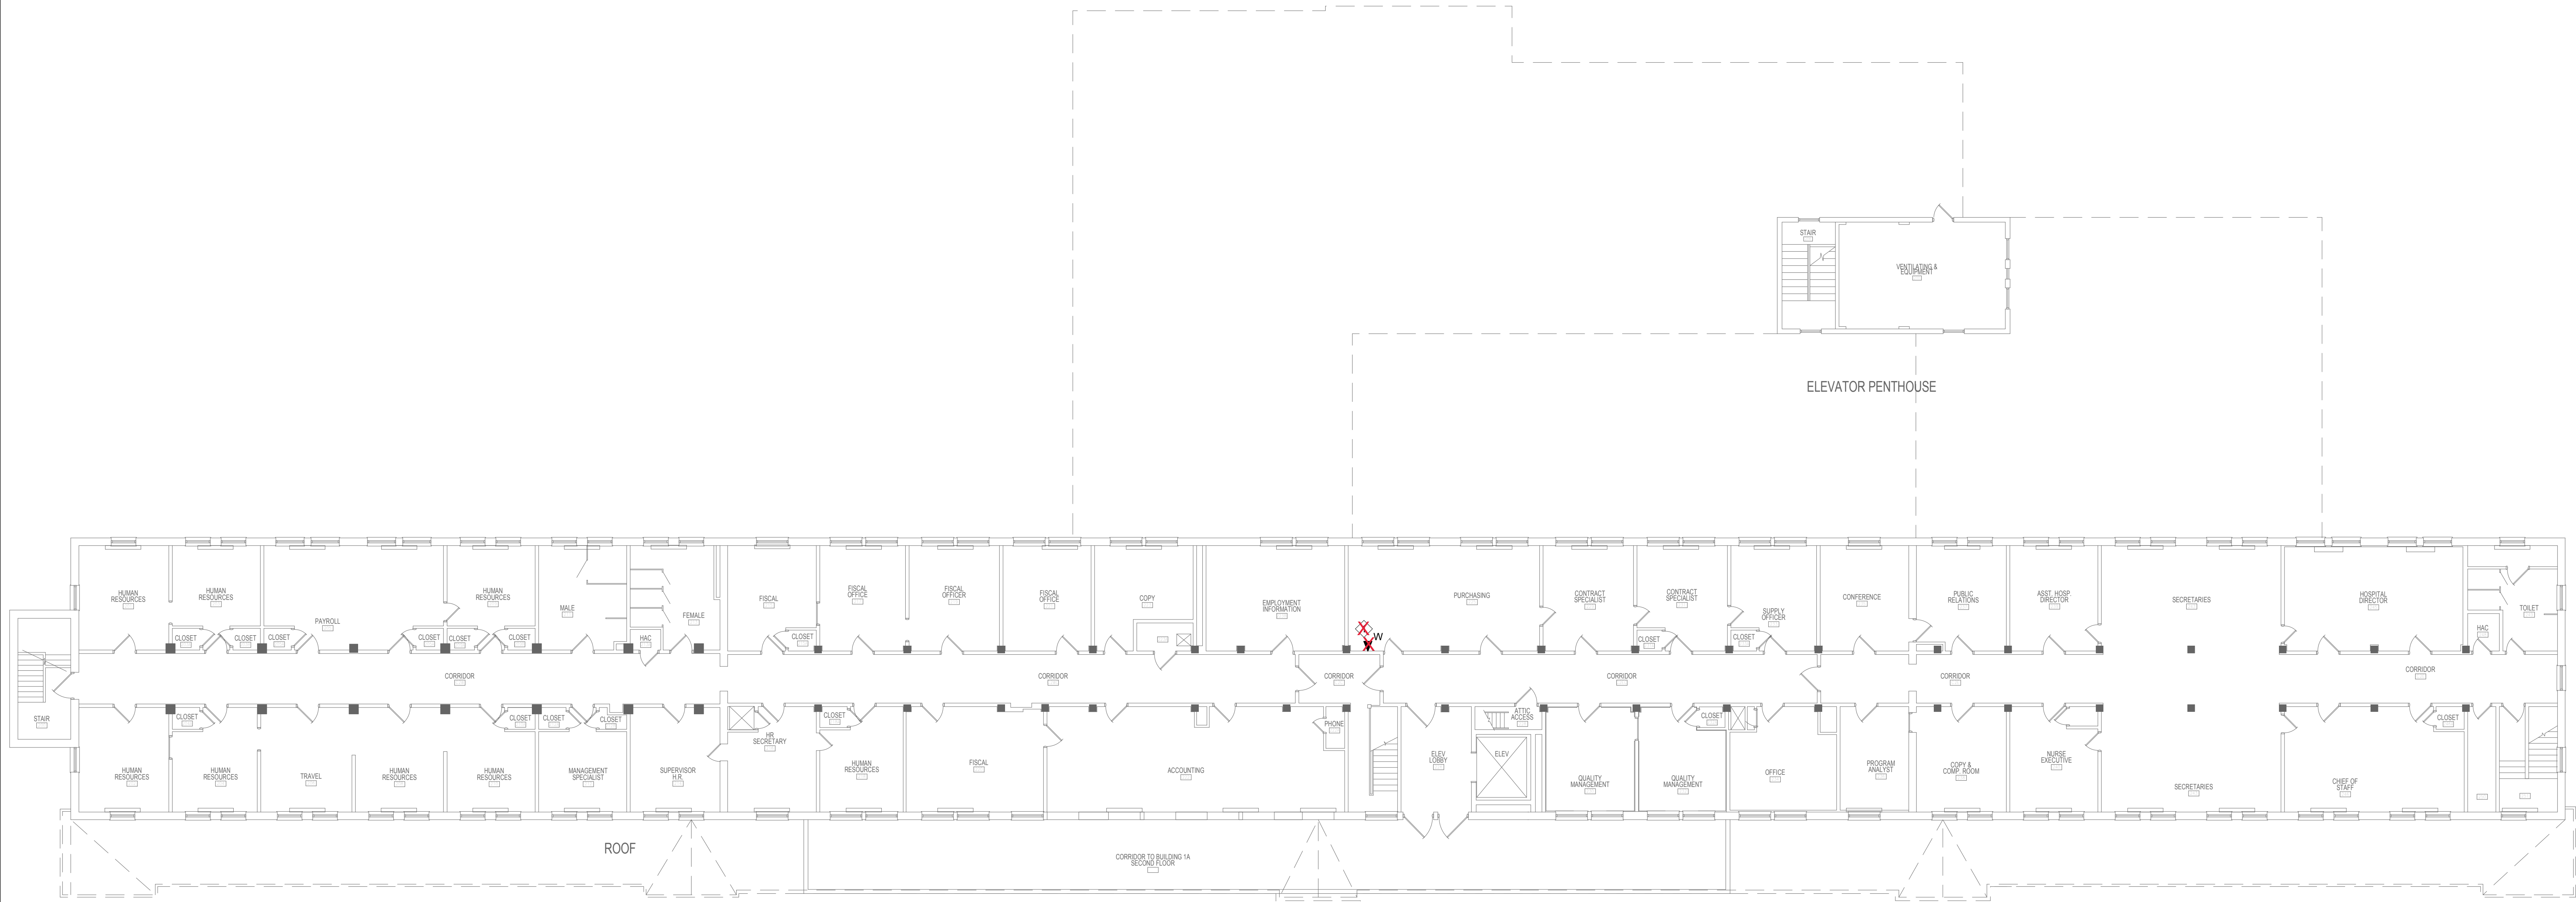 STAIR
VENTILATING &
EQUIPMENT
ELEVATOR PENTHOUSE
HUMAN
RESOURCES
HUMAN
RESOURCES
PAYROLL
HUMAN
RESOURCES
MALE
FEMALE
FISCAL
FISCAL
OFFICE
FISCAL
OFFICER
FISCAL
OFFICE
COPY
EMPLOYMENT
INFORMATION
PURCHASING
CONTRACT
SPECIALIST
CONTRACT
SPECIALIST
SUPPLY
OFFICER
CONFERENCE
PUBLIC
RELATIONS
ASST. HOSP.
DIRECTOR
SECRETARIES
HOSPITAL
DIRECTOR
TOILET
CLOSET
CLOSET
CLOSET
CLOSET
CLOSET
CLOSET
HAC
CLOSET
X
W
X
CLOSET
CLOSET
HAC
CORRIDOR
CORRIDOR
CORRIDOR
CORRIDOR
CORRIDOR
CORRIDOR
STAIR
CLOSET
CLOSET
CLOSET
CLOSET
CLOSET
PHONE
ATTIC
ACCESS
CLOSET
CLOSET
HUMAN
RESOURCES
HUMAN
RESOURCES
TRAVEL
HUMAN
RESOURCES
HUMAN
RESOURCES
MANAGEMENT
SPECIALIST
SUPERVISOR
H.R.
HR
SECRETARY
HUMAN
RESOURCES
FISCAL
ACCOUNTING
ELEV
LOBBY
ELEV
QUALITY
MANAGEMENT
QUALITY
MANAGEMENT
OFFICE
PROGRAM
ANALYST
COPY &
COMP. ROOM
NURSE
EXECUTIVE
SECRETARIES
CHIEF OF
STAFF
ROOF
CORRIDOR TO BUILDING 1A
SECOND FLOOR